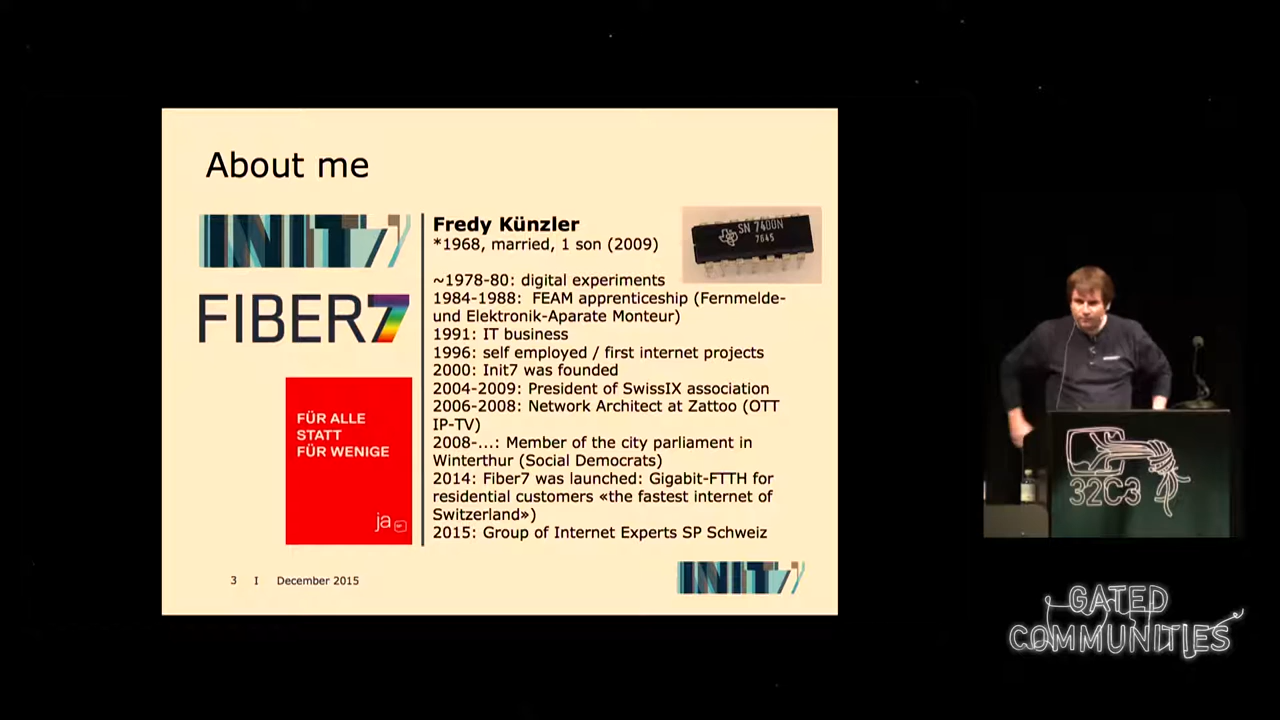 About me
INIT7
FIBER7
FÜR ALLE
STATT
FÜR WENIGE
ja
Fredy Künzler
*1968, married, 1 son (2009)
SN 7400N
7645
~1978-80: digital experiments
1984-1988: FEAM apprenticeship (Fernmelde-
und Elektronik-Aparate Monteur)
1991: IT business
1996: self employed / first internet projects
2000: Init7 was founded
2004-2009: President of SwissIX association
2006-2008: Network Architect at Zattoo (OTT
IP-TV)
2008-...: Member of the city parliament in
Winterthur (Social Democrats)
2014: Fiber7 was launched: Gigabit-FTTH for
residential customers «the fastest internet of
Switzerland»)
2015: Group of Internet Experts SP Schweiz
3 I December 2015
INIT7
32C3
GATED
COMMUNITIES